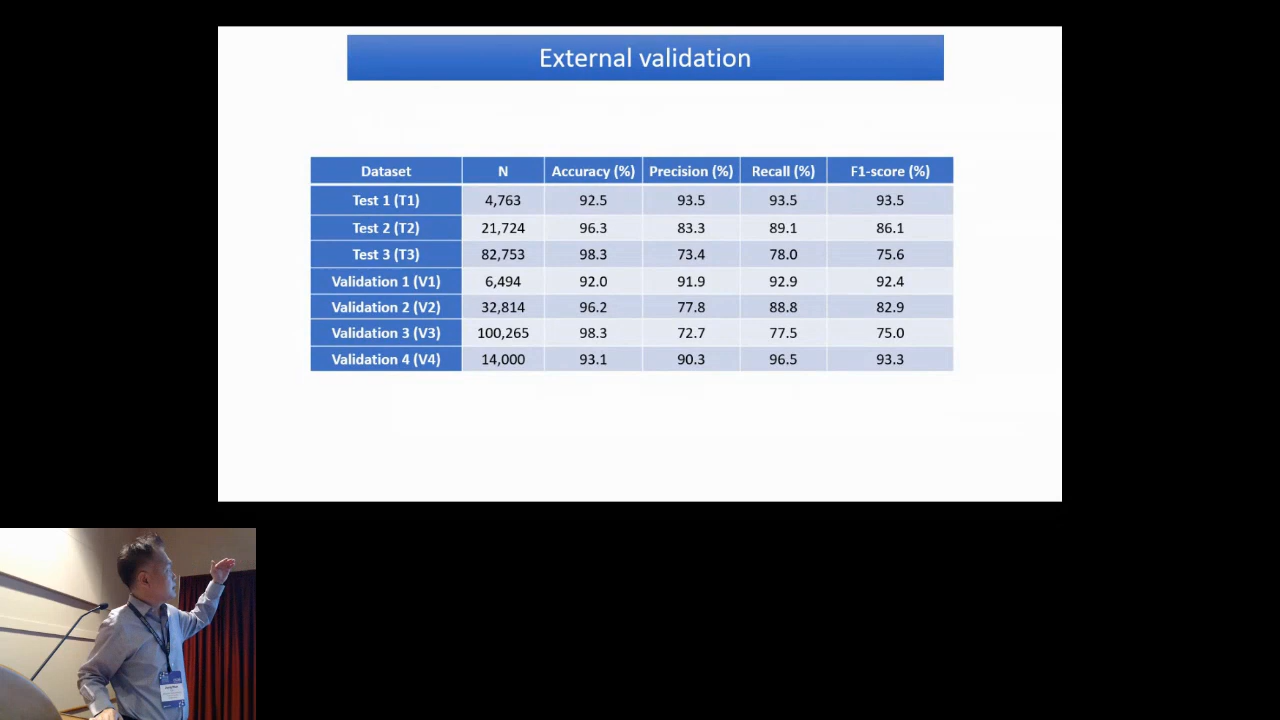 External validation
Dataset N Accuracy (%) Precision (%) Recall (%) F1-score (%)
Test 1 (T1) 4,763 92.5 93.5 93.5 93.5
Test 2 (T2) 21,724 96.3 83.3 89.1 86.1
Test 3 (T3) 82,753 98.3 73.4 78.0 75.6
Validation 1 (V1) 6,494 92.0 91.9 92.9 92.4
Validation 2 (V2) 32,814 96.2 77.8 88.8 82.9
Validation 3 (V3) 100,265 98.3 72.7 77.5 75.0
Validation 4 (V4) 14,000 93.1 90.3 96.5 93.3